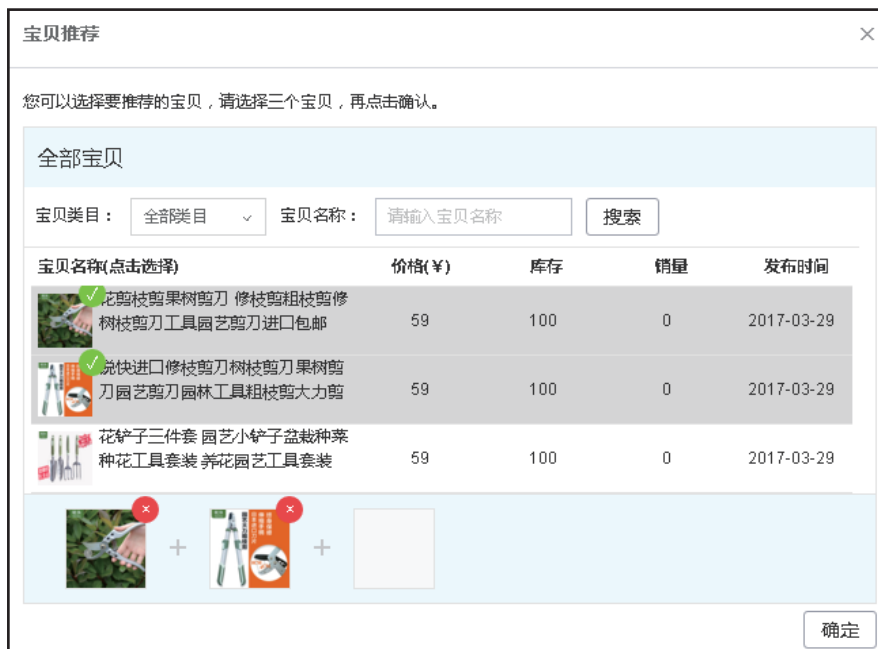 宝贝推荐
您可以选择要推荐的宝贝，请选择三个宝贝，再点击确认。
全部宝贝
宝贝类目： 全部类目 宝贝名称： 请输入宝贝名称 搜索
宝贝名称(点击选择) 价格(¥) 库存 销量 发布时间
花剪枝剪果树剪刀 修枝剪粗枝剪修
树枝剪刀工具园艺剪刀进口包邮 59 100 0 2017-03-29
锐快进口修枝剪刀树枝剪刀果树剪
刀园艺剪刀园林工具粗枝剪大力剪 59 100 0 2017-03-29
花铲子三件套 园艺小铲子盆栽种菜
种花工具套装 养花园艺工具套装 59 100 0 2017-03-29
确定